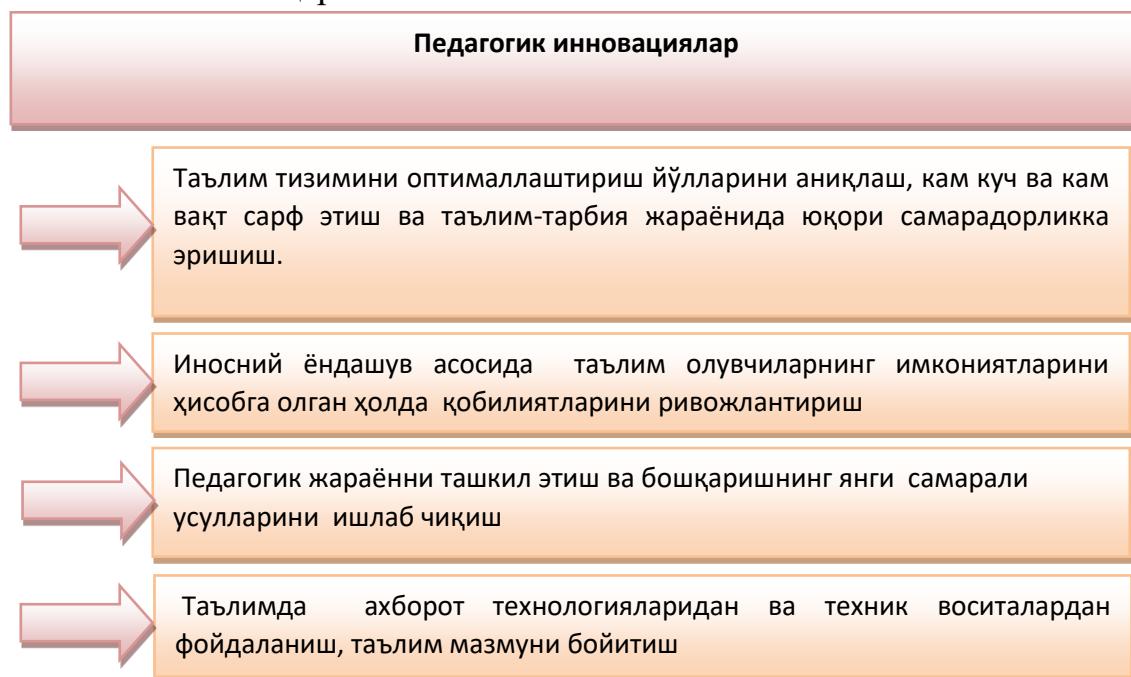 Педагогик инновациялар
Таълим тизимини оптималлаштириш йўлларини аниқлаш, кам куч ва кам
вақт сарф этиш ва таълим-тарбия жараёнида юқори самарадорликка
эришиш.
Иносний ёндашув асосида таълим олувчиларнинг имкониятларини
ҳисобга олган ҳолда қобилиятларини ривожлантириш
Педагогик жараённи ташкил этиш ва бошқаришнинг янги самарали
усулларини ишлаб чиқиш
Таълимда ахборот технологияларидан ва техник воситалардан
фойдаланиш, таълим мазмуни бойитиш